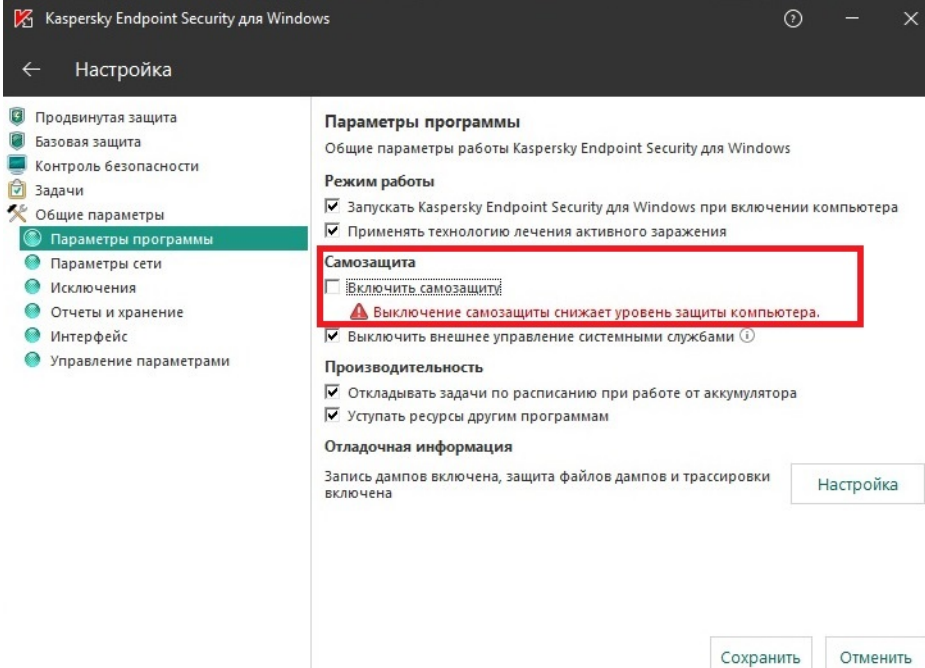 Kaspersky Endpoint Security для Windows
Настройка
Продвинутая защита
Базовая защита
Контроль безопасности
Задачи
Общие параметры
Параметры программы
Параметры сети
Исключения
Отчеты и хранение
Интерфейс
Управление параметрами
Параметры программы
Общие параметры работы Kaspersky Endpoint Security для Windows
Режим работы
Запускать Kaspersky Endpoint Security для Windows при включении компьютера
Применять технологию лечения активного заражения
Самозащита
Включить самозащиту
Выключение самозащиты снижает уровень защиты компьютера.
Выключить внешнее управление системными службами
Производительность
Откладывать задачи по расписанию при работе от аккумулятора
Уступать ресурсы другим программам
Отладочная информация
Запись дампов включена, защита файлов дампов и трассировки
включена
Настройка
Сохранить
Отменить